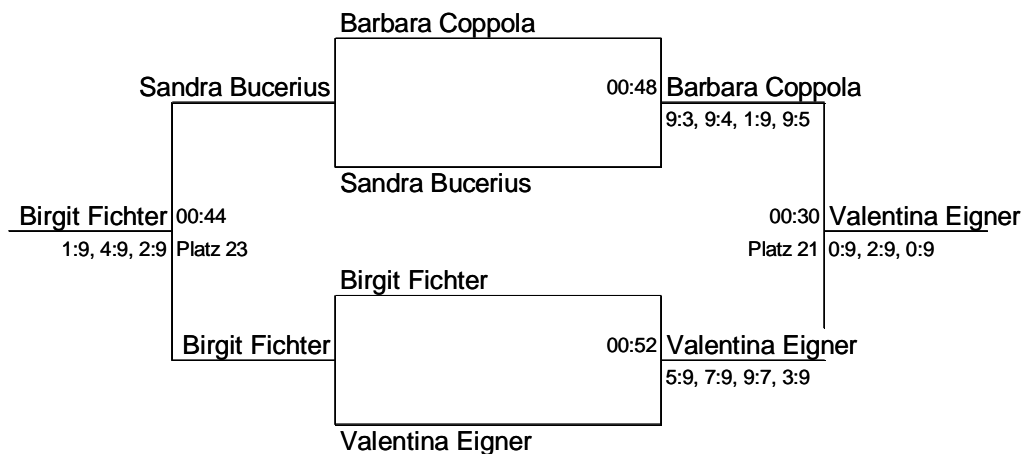 Barbara Coppola
Sandra Bucerius 00:48 Barbara Coppola
9:3, 9:4, 1:9, 9:5
Sandra Bucerius
Birgit Fichter 00:44 00:30 Valentina Eigner
1:9, 4:9, 2:9 Platz 23 Platz 21 0:9, 2:9, 0:9
Birgit Fichter
Birgit Fichter 00:52 Valentina Eigner
5:9, 7:9, 9:7, 3:9
Valentina Eigner